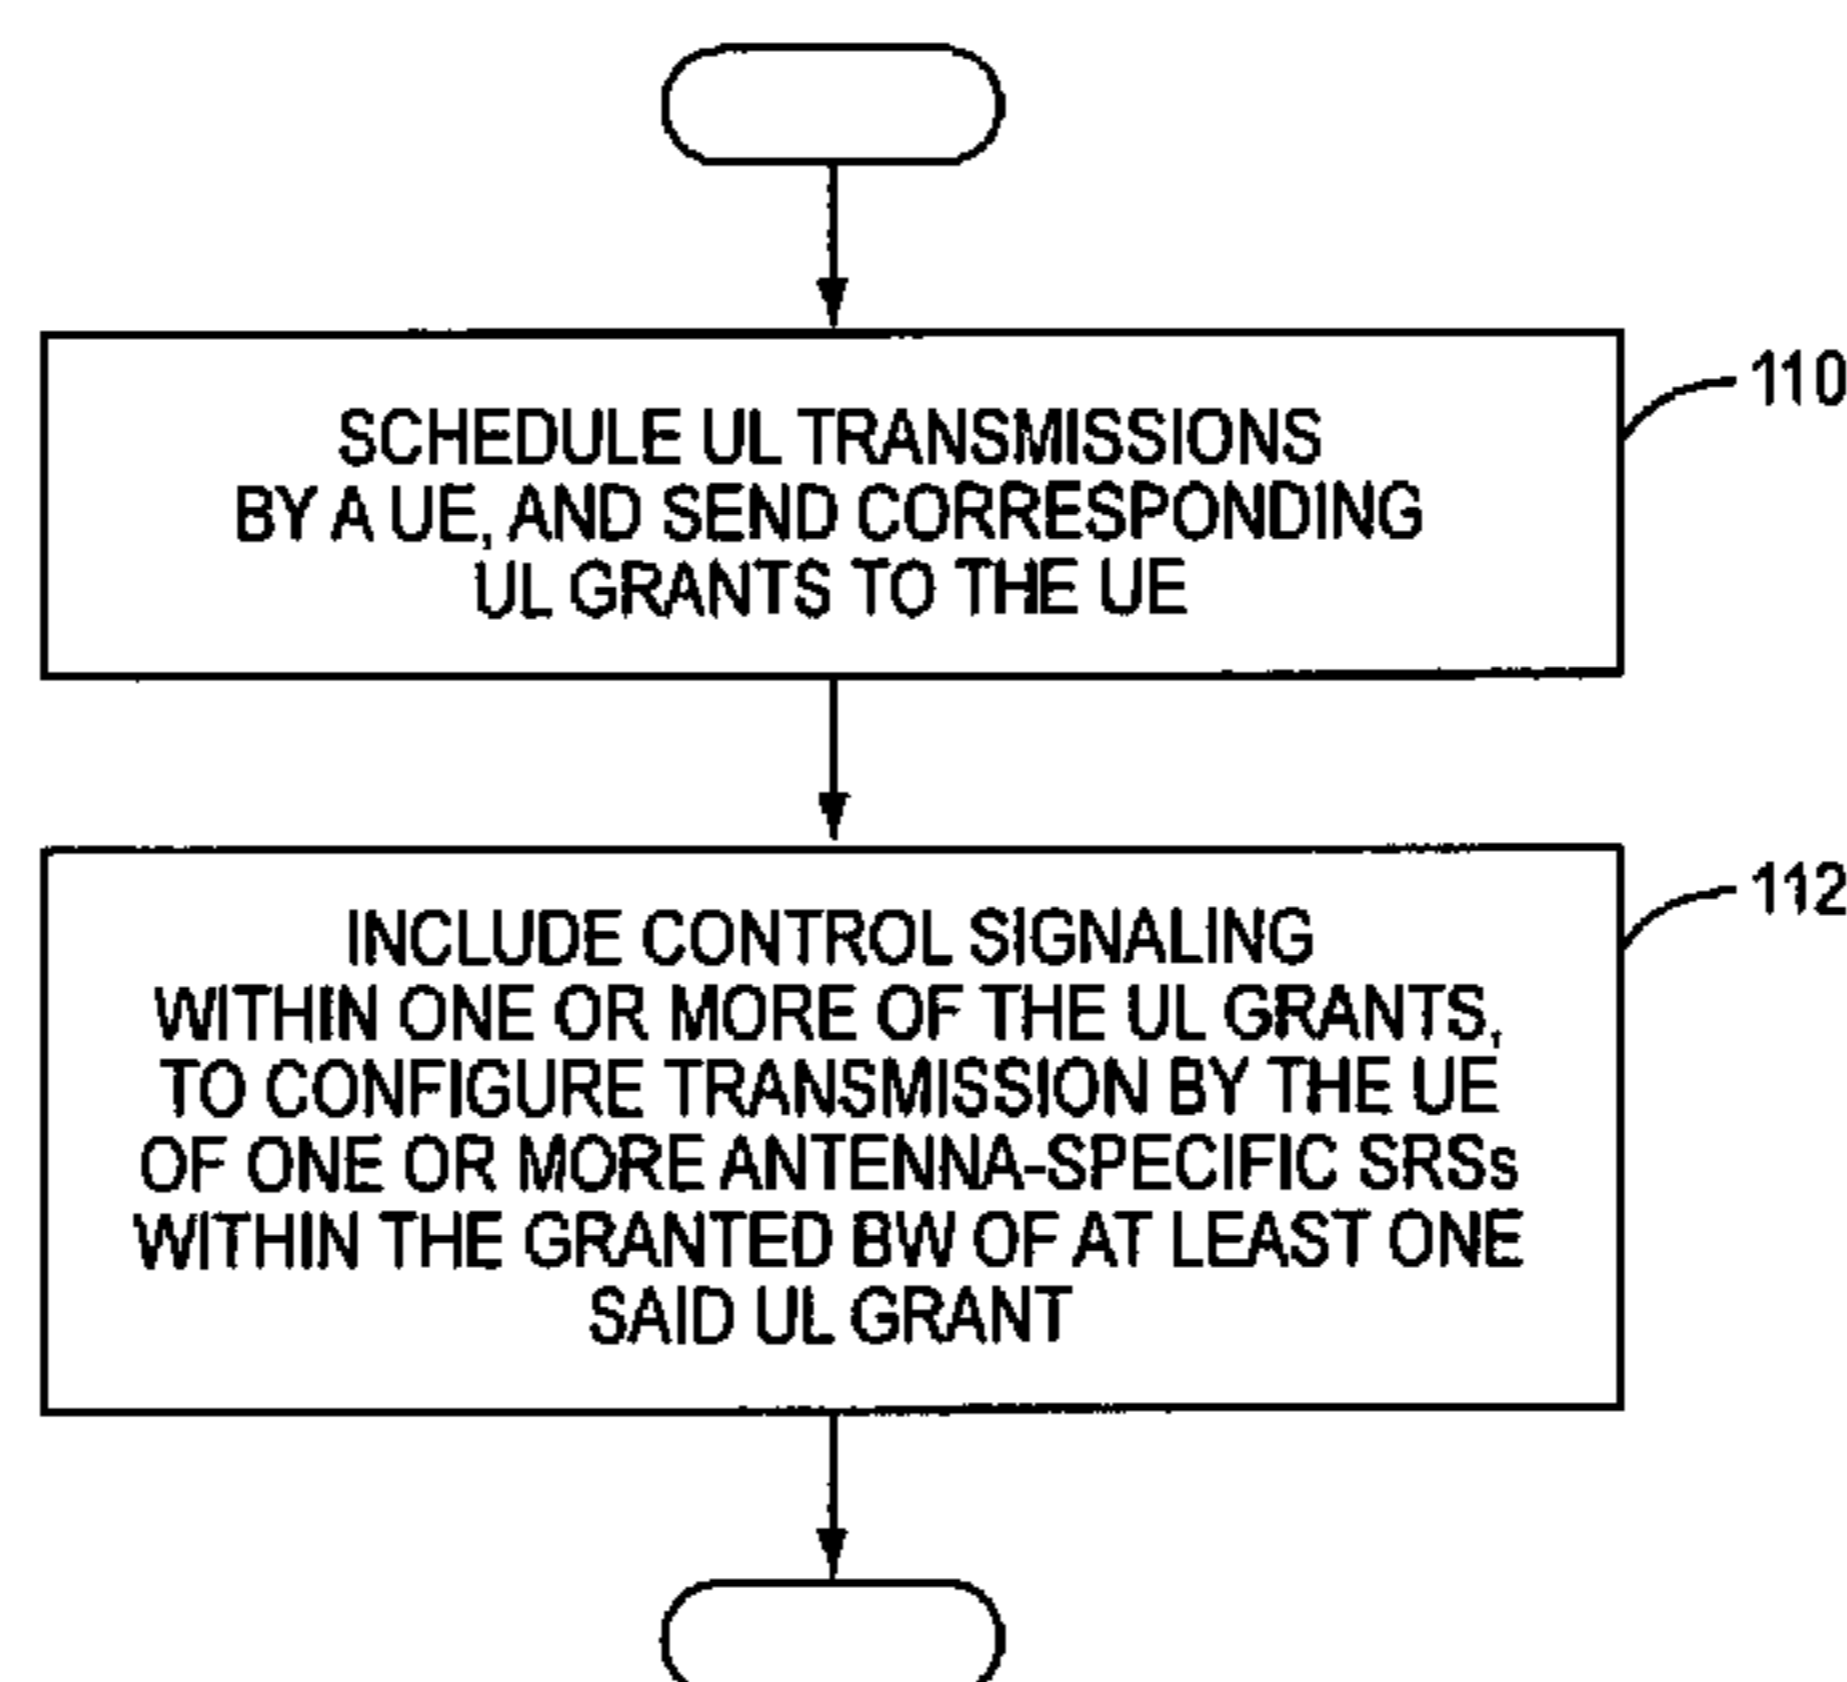 SCHEDULE UL TRANSMISSIONS
BY A UE, AND SEND CORRESPONDING
UL GRANTS TO THE UE
110
INCLUDE CONTROL SIGNALING
WITHIN ONE OR MORE OF THE UL GRANTS,
TO CONFIGURE TRANSMISSION BY THE UE
OF ONE OR MORE ANTENNA-SPECIFIC SRSs
WITHIN THE GRANTED BW OF AT LEAST ONE
SAID UL GRANT
112